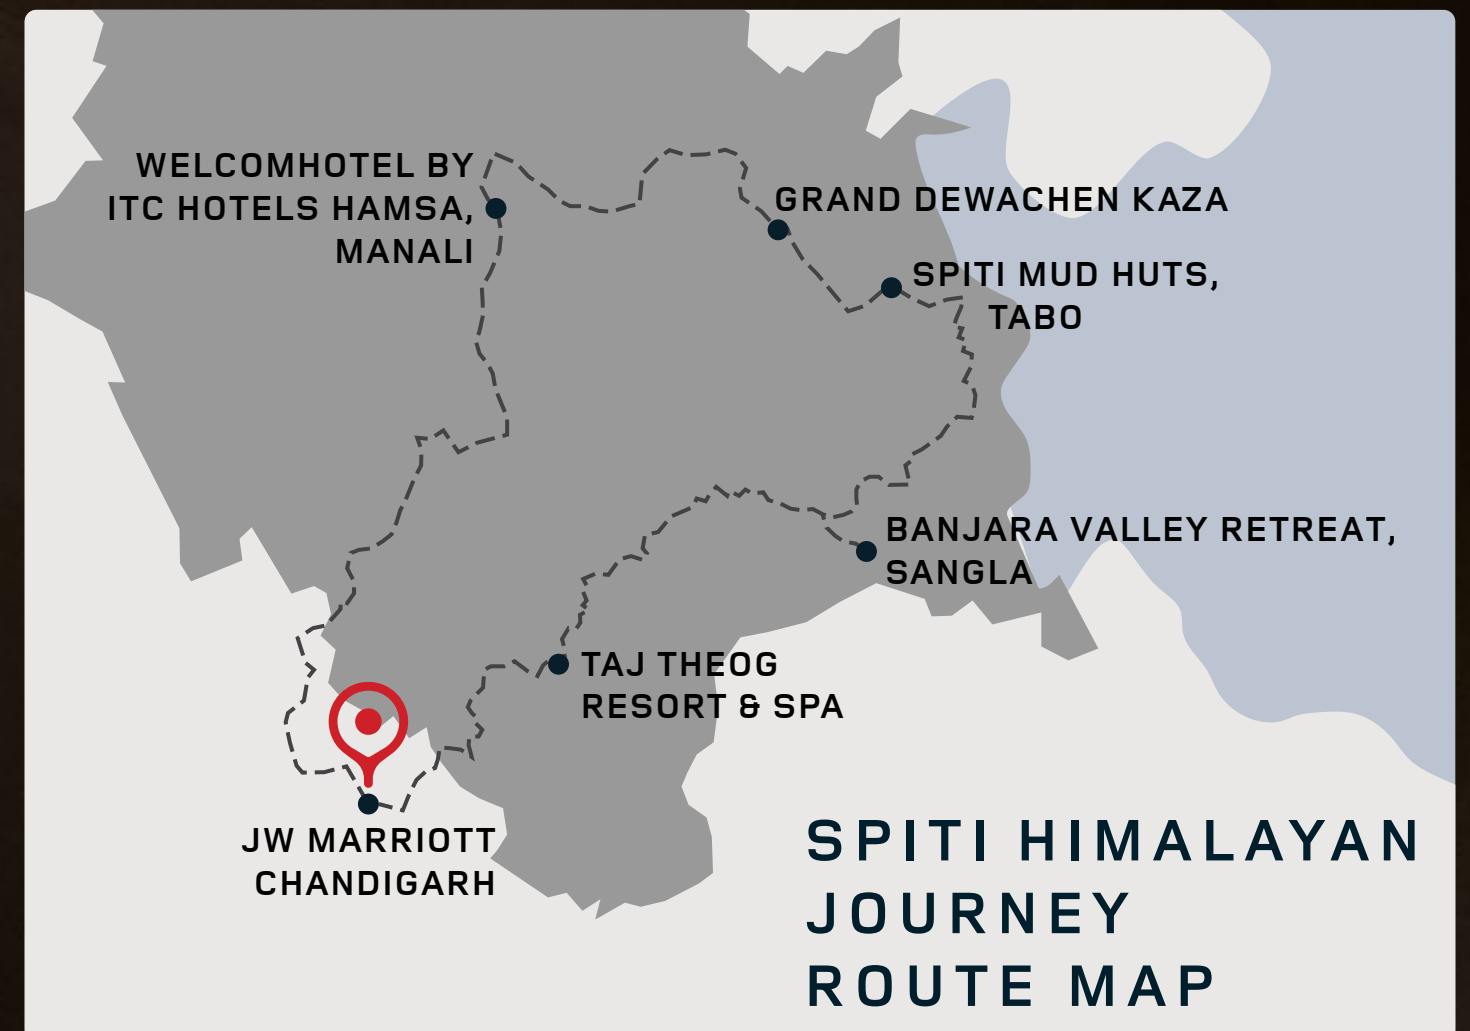 WELCOMHOTEL BY
ITC HOTELS HAMSA,
MANALI
GRAND DEWACHEN KAZA
SPITI MUD HUTS,
TABO
BANJARA VALLEY RETREAT,
SANGLA
TAJ THEOG
RESORT & SPA
JW MARRIOTT
CHANDIGARH
SPITI HIMALAYAN
JOURNEY
ROUTE MAP